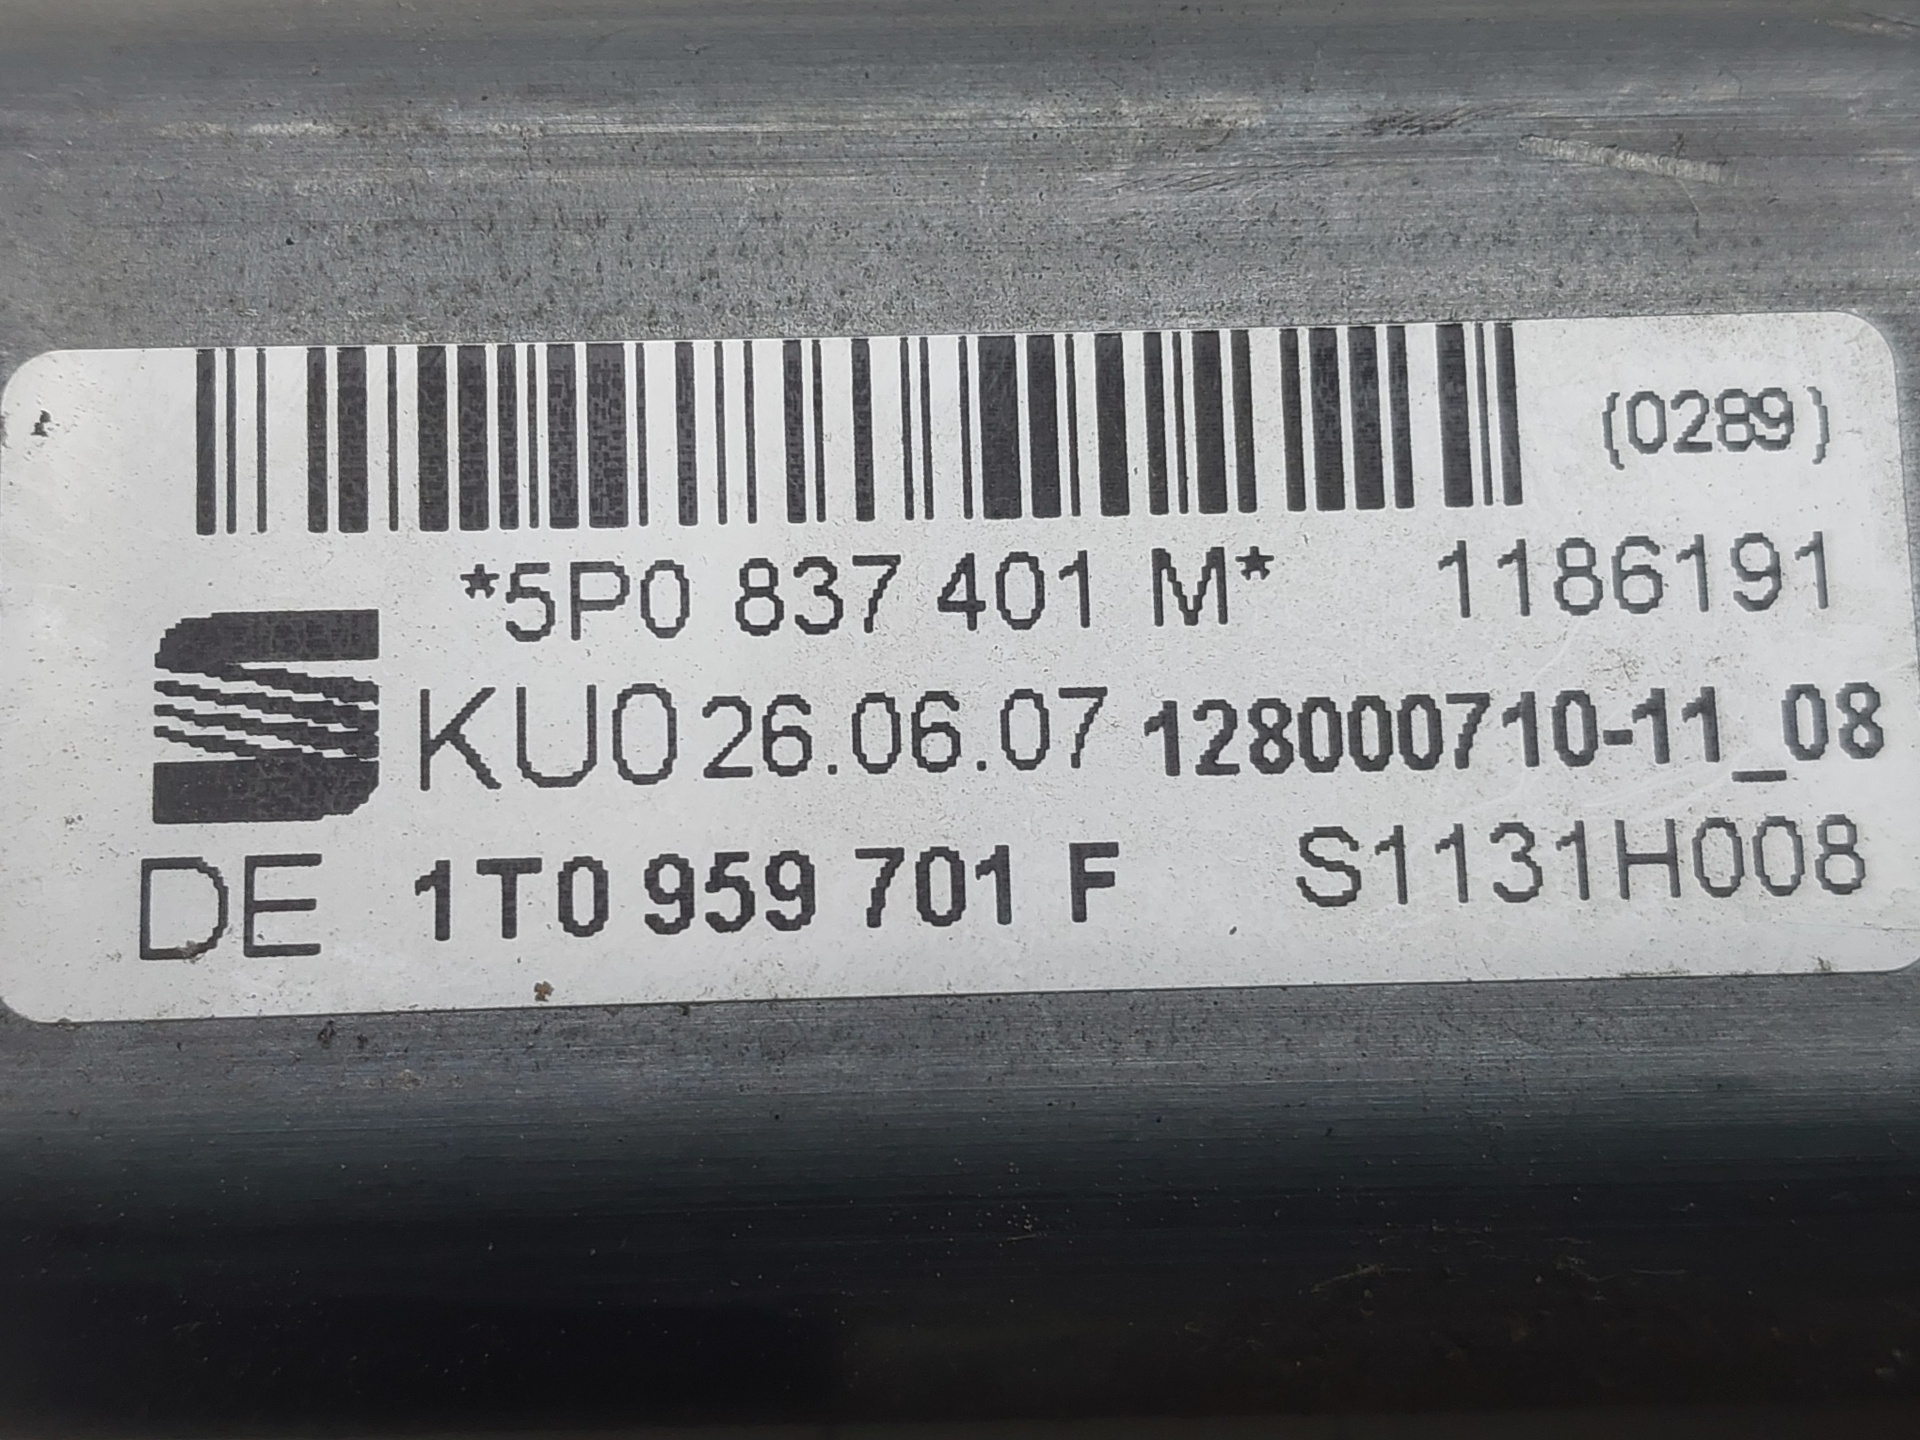 (0289)
*5P0 837 401 M* 1186191
KU0 26.06.07 128000710-11_08
DE 1T0 959 701 F S1131H008